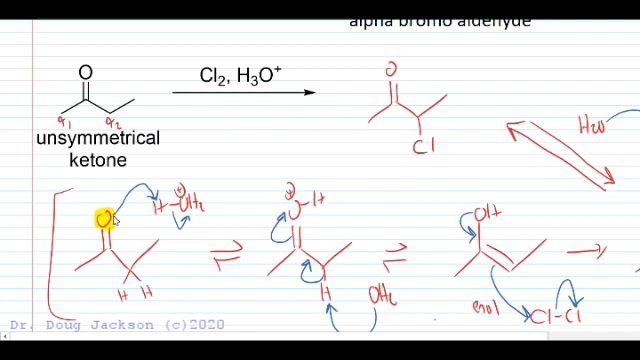 alpha bromo aldehyde
O
Cl2, H3O+
α1 α2
unsymmetrical
ketone
O
Cl
H2O
O
H-OH2
+
H H
+
O-H
H
OH2
OH
enol
Cl-Cl
Dr. Doug Jackson (c)2020